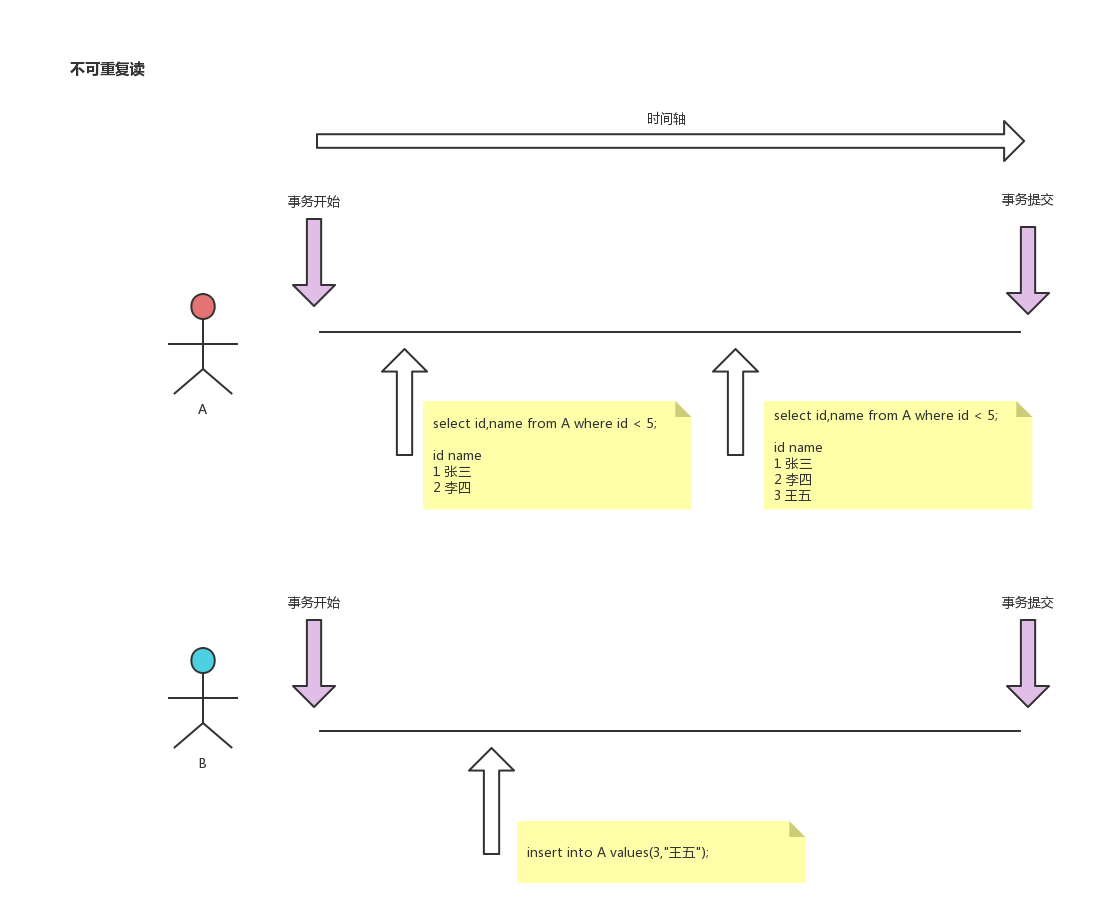 不可重复读
时间轴
事务开始
事务提交
A
select id,name from A where id < 5;
id name
1 张三
2 李四
select id,name from A where id < 5;
id name
1 张三
2 李四
3 王五
事务开始
事务提交
B
insert into A values(3,"王五");